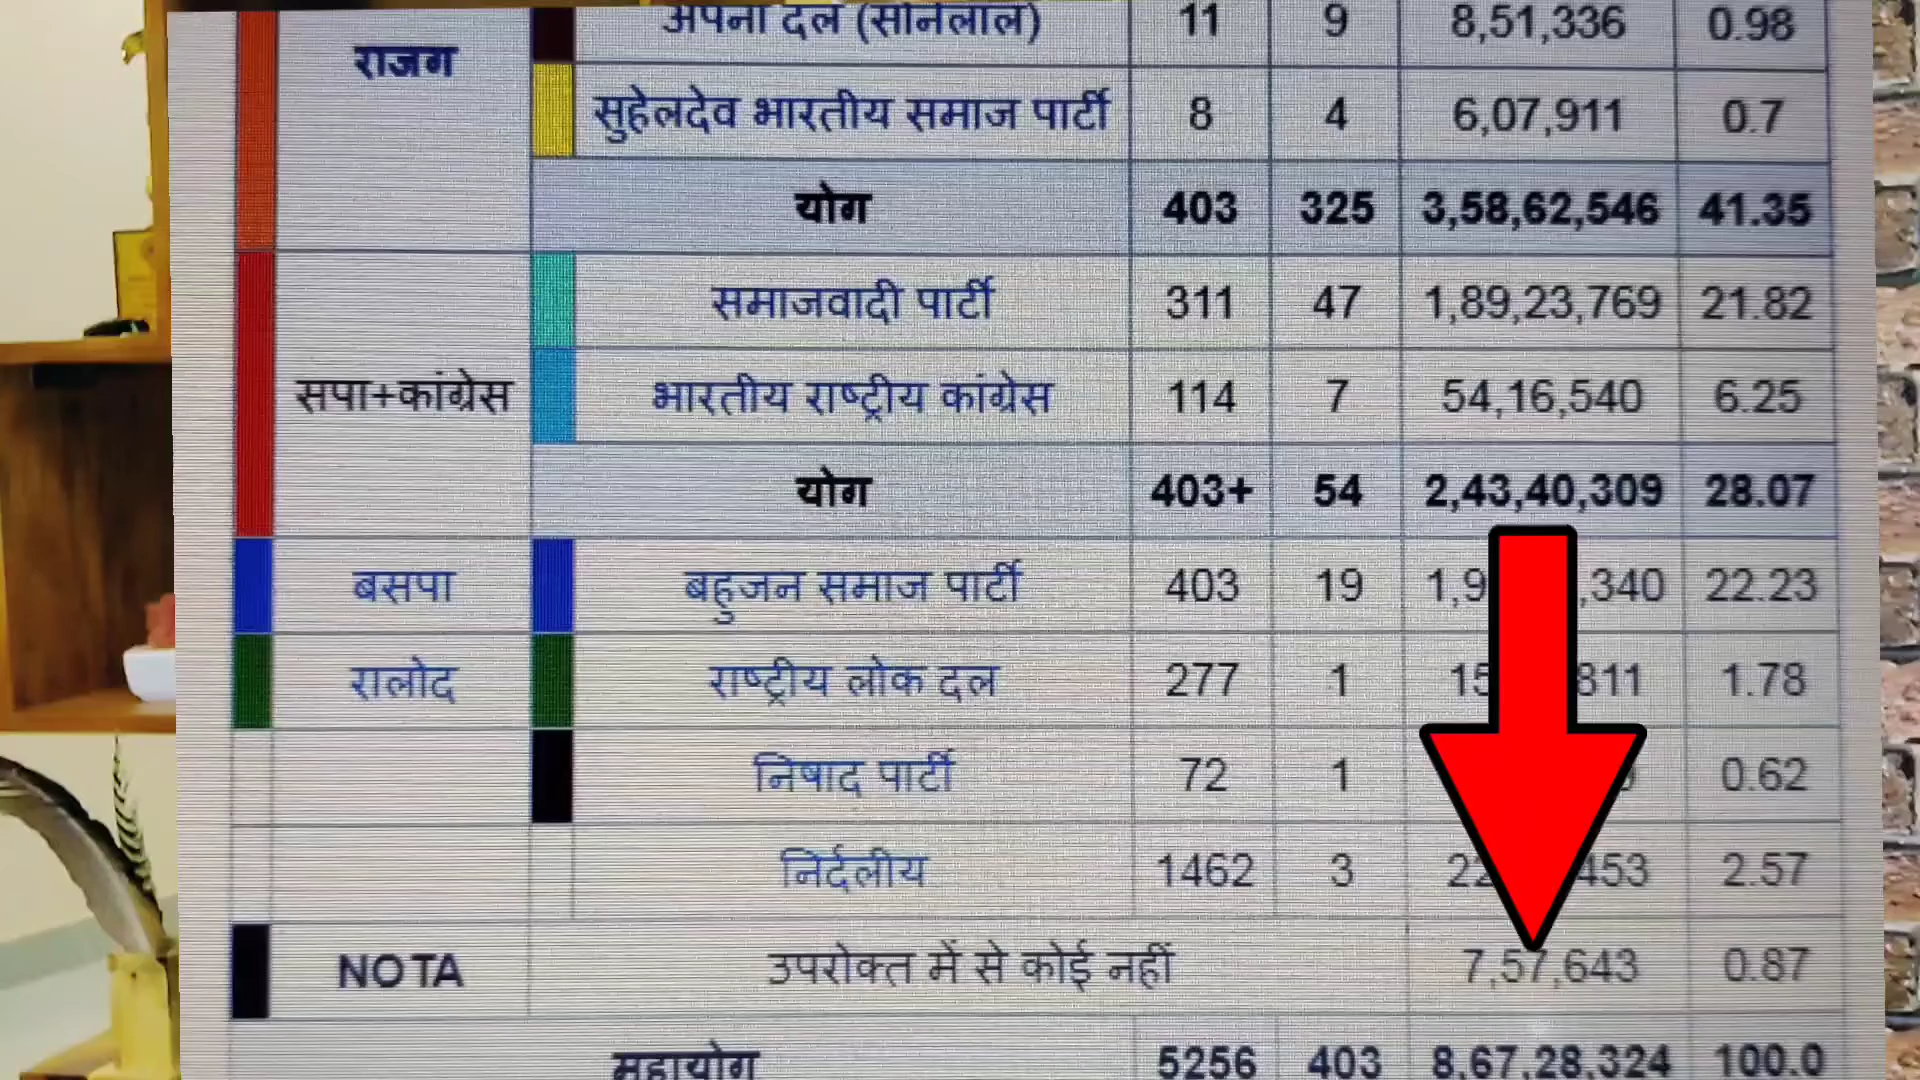 राजग
अपना दल (सोनेलाल) 11 9 8,51,336 0.98
सुहेलदेव भारतीय समाज पार्टी 8 4 6,07,911 0.7
योग 403 325 3,58,62,546 41.35
सपा+कांग्रेस
समाजवादी पार्टी 311 47 1,89,23,769 21.82
भारतीय राष्ट्रीय कांग्रेस 114 7 54,16,540 6.25
योग 403+ 54 2,43,40,309 28.07
बसपा बहुजन समाज पार्टी 403 19 22.23
रालोद राष्ट्रीय लोक दल 277 1 1.78
निषाद पार्टी 72 1 0.62
निर्दलीय 1462 3 2.57
NOTA उपरोक्त में से कोई नहीं 7,57,643 0.87
महायोग 5256 403 8,67,28,324 100.0